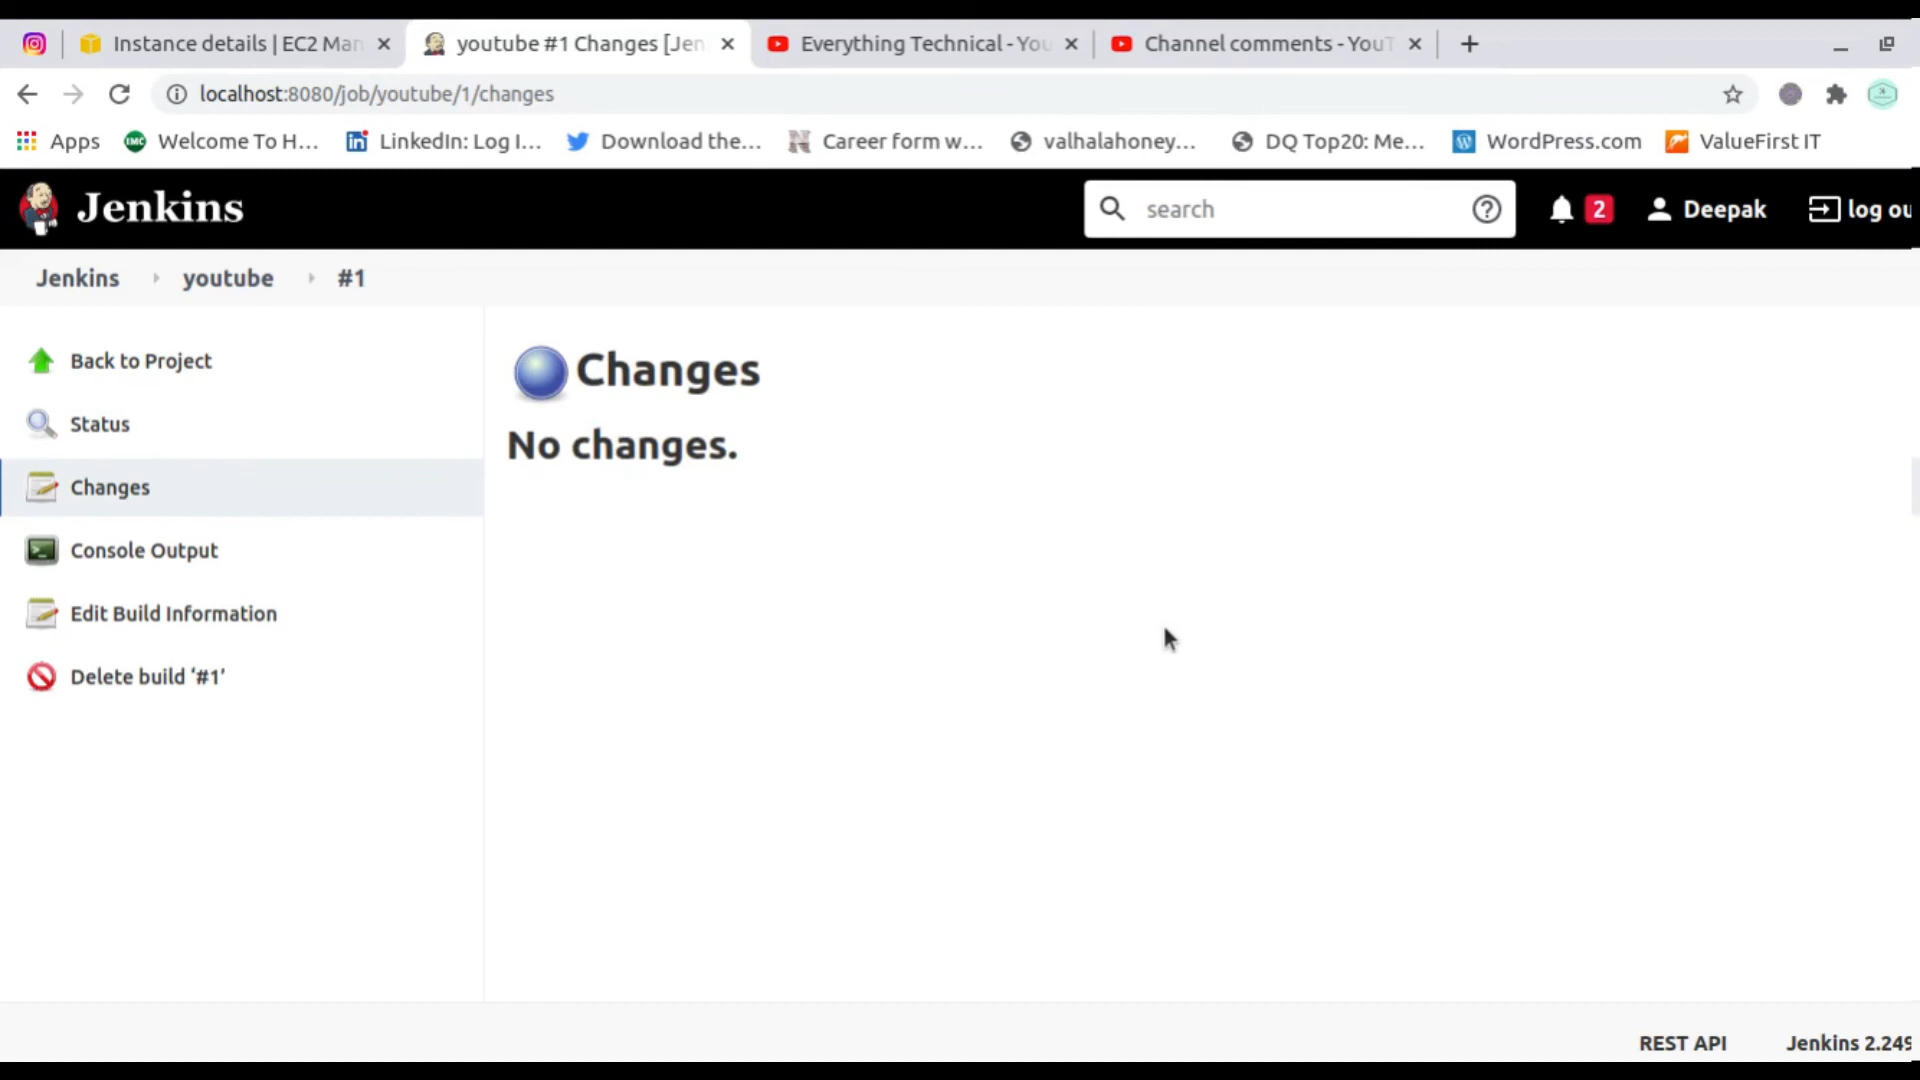 Instance details | EC2 Man
youtube #1 Changes [Jen
Everything Technical - You
Channel comments - YouT
localhost:8080/job/youtube/1/changes
Apps
IMC
Welcome To H...
LinkedIn: Log I...
Download the...
Career form w...
valhalahoney...
DQ Top20: Me...
WordPress.com
ValueFirst IT
Jenkins
search
2
Deepak
log ou
Jenkins
youtube
#1
Back to Project
Status
Changes
Console Output
Edit Build Information
Delete build ‘#1’
Changes
No changes.
REST API
Jenkins 2.249